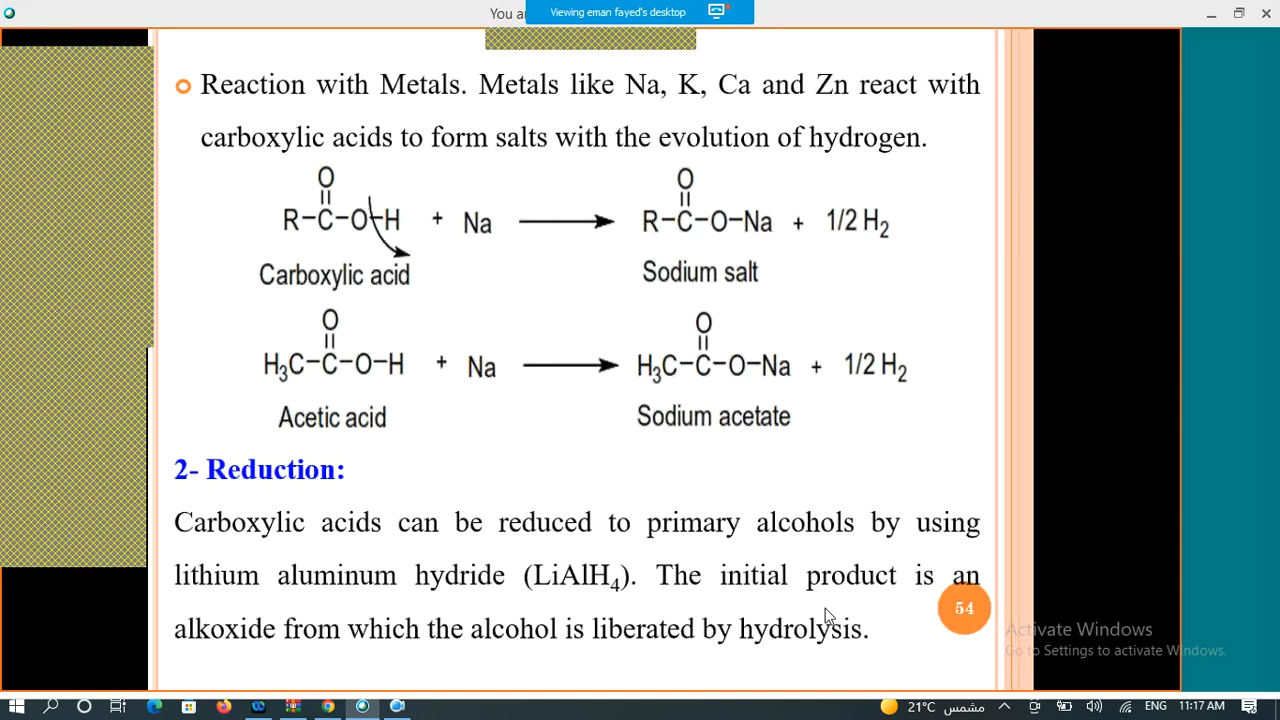 You a
Viewing eman fayed's desktop
Reaction with Metals. Metals like Na, K, Ca and Zn react with
carboxylic acids to form salts with the evolution of hydrogen.
O
R-C-O-H + Na R-C-O-Na + 1/2 H2
Carboxylic acid Sodium salt
O
H3C-C-O-H + Na H3C-C-O-Na + 1/2 H2
Acetic acid Sodium acetate
2- Reduction:
Carboxylic acids can be reduced to primary alcohols by using
lithium aluminum hydride (LiAlH4). The initial product is an
alkoxide from which the alcohol is liberated by hydrolysis.
54
Activate Windows
Go to Settings to activate Windows.
21°C مشمس ENG 11:17 AM